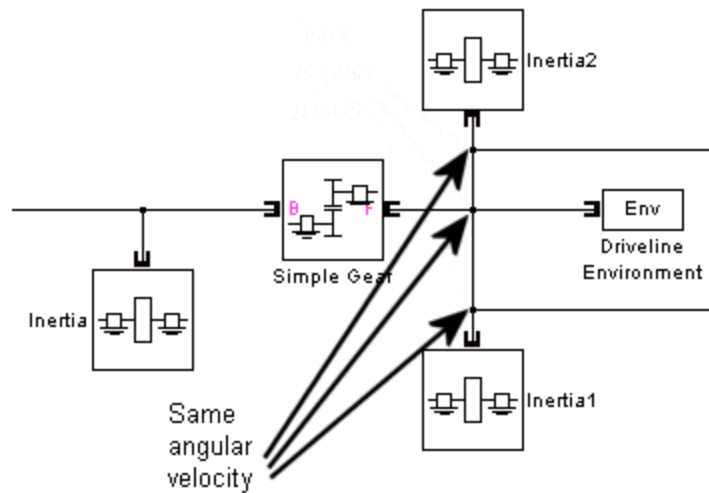 Inertia2
B
F
Env
Simple Gear
Driveline
Environment
Inertia
Same
angular
velocity
Inertia1